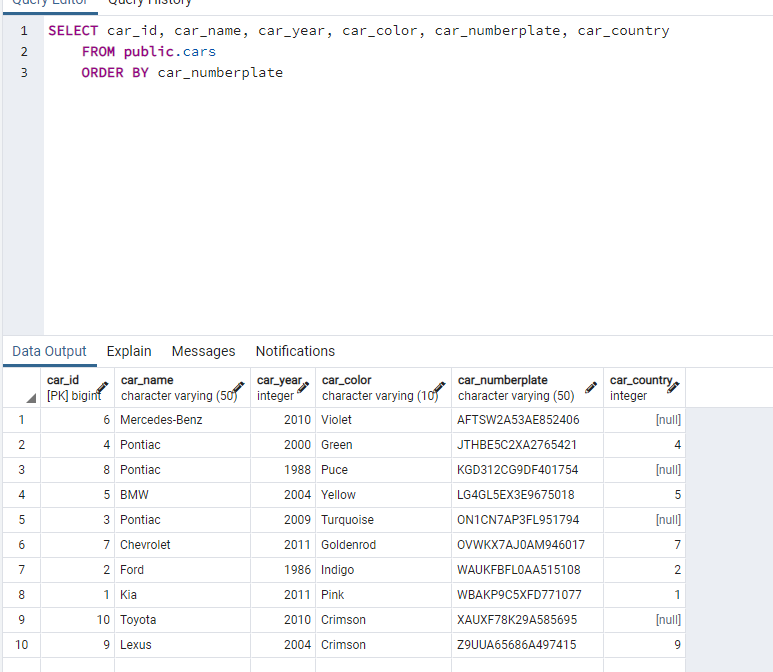 Query Editor Query History
1 SELECT car_id, car_name, car_year, car_color, car_numberplate, car_country
2 FROM public.cars
3 ORDER BY car_numberplate
Data Output Explain Messages Notifications
car_id car_name car_year car_color car_numberplate car_country
[PK] bigint character varying (50) integer character varying (10) character varying (50) integer
1 6 Mercedes-Benz 2010 Violet AFTSW2A53AE852406 [null]
2 4 Pontiac 2000 Green JTHBE5C2XA2765421 4
3 8 Pontiac 1988 Puce KGD312CG9DF401754 [null]
4 5 BMW 2004 Yellow LG4GL5EX3E9675018 5
5 3 Pontiac 2009 Turquoise ON1CN7AP3FL951794 [null]
6 7 Chevrolet 2011 Goldenrod OVWKX7AJ0AM946017 7
7 2 Ford 1986 Indigo WAUKFBFL0AA515108 2
8 1 Kia 2011 Pink WBAKP9C5XFD771077 1
9 10 Toyota 2010 Crimson XAUXF78K29A585695 [null]
10 9 Lexus 2004 Crimson Z9UUA65686A497415 9